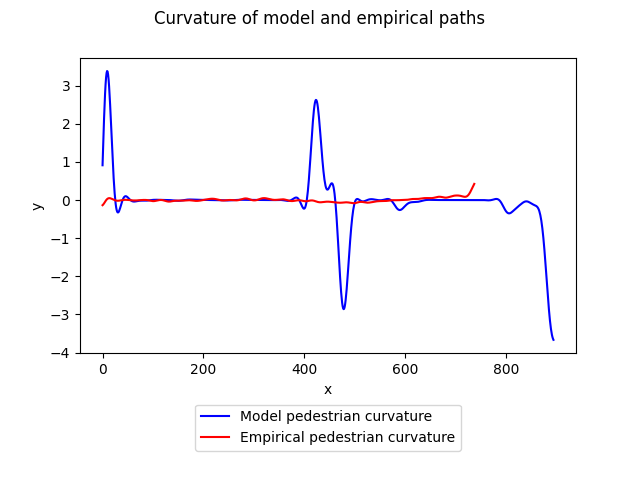 Curvature of model and empirical paths
3
2
1
0
−1
−2
−3
−4
y
0 200 400 600 800
x
Model pedestrian curvature
Empirical pedestrian curvature